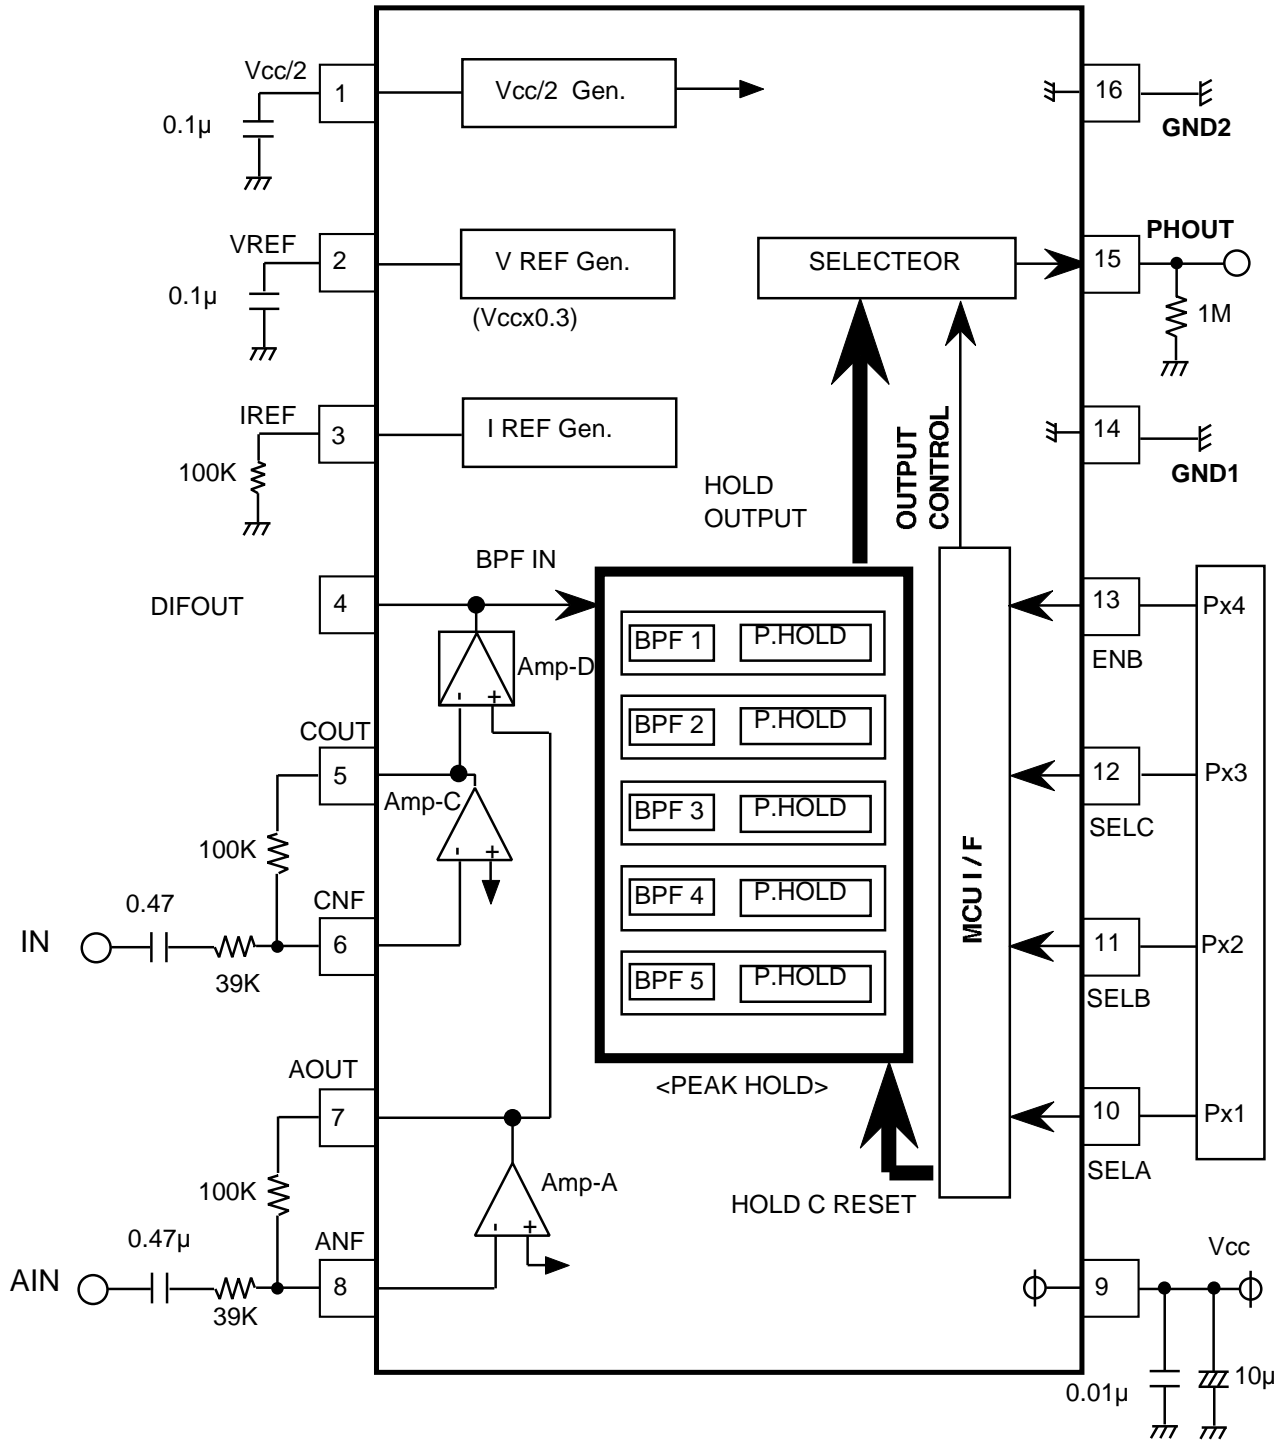 Vcc/2
1
0.1µ
Vcc/2 Gen.
16
GND2
VREF
2
0.1µ
V REF Gen.
(Vccx0.3)
SELECTEOR
15
PHOUT
1M
IREF
3
100K
I REF Gen.
HOLD
OUTPUT
OUTPUT
CONTROL
14
GND1
DIFOUT
4
BPF IN
Amp-D
-
+
BPF 1
P.HOLD
BPF 2
P.HOLD
BPF 3
P.HOLD
BPF 4
P.HOLD
BPF 5
P.HOLD
<PEAK HOLD>
HOLD C RESET
MCU I / F
13
ENB
Px4
12
SELC
Px3
11
SELB
Px2
10
SELA
Px1
COUT
5
Amp-C
-
+
100K
CNF
6
IN
0.47
39K
AOUT
7
100K
Amp-A
-
+
ANF
8
AIN
0.47µ
39K
9
Vcc
0.01µ
10µ